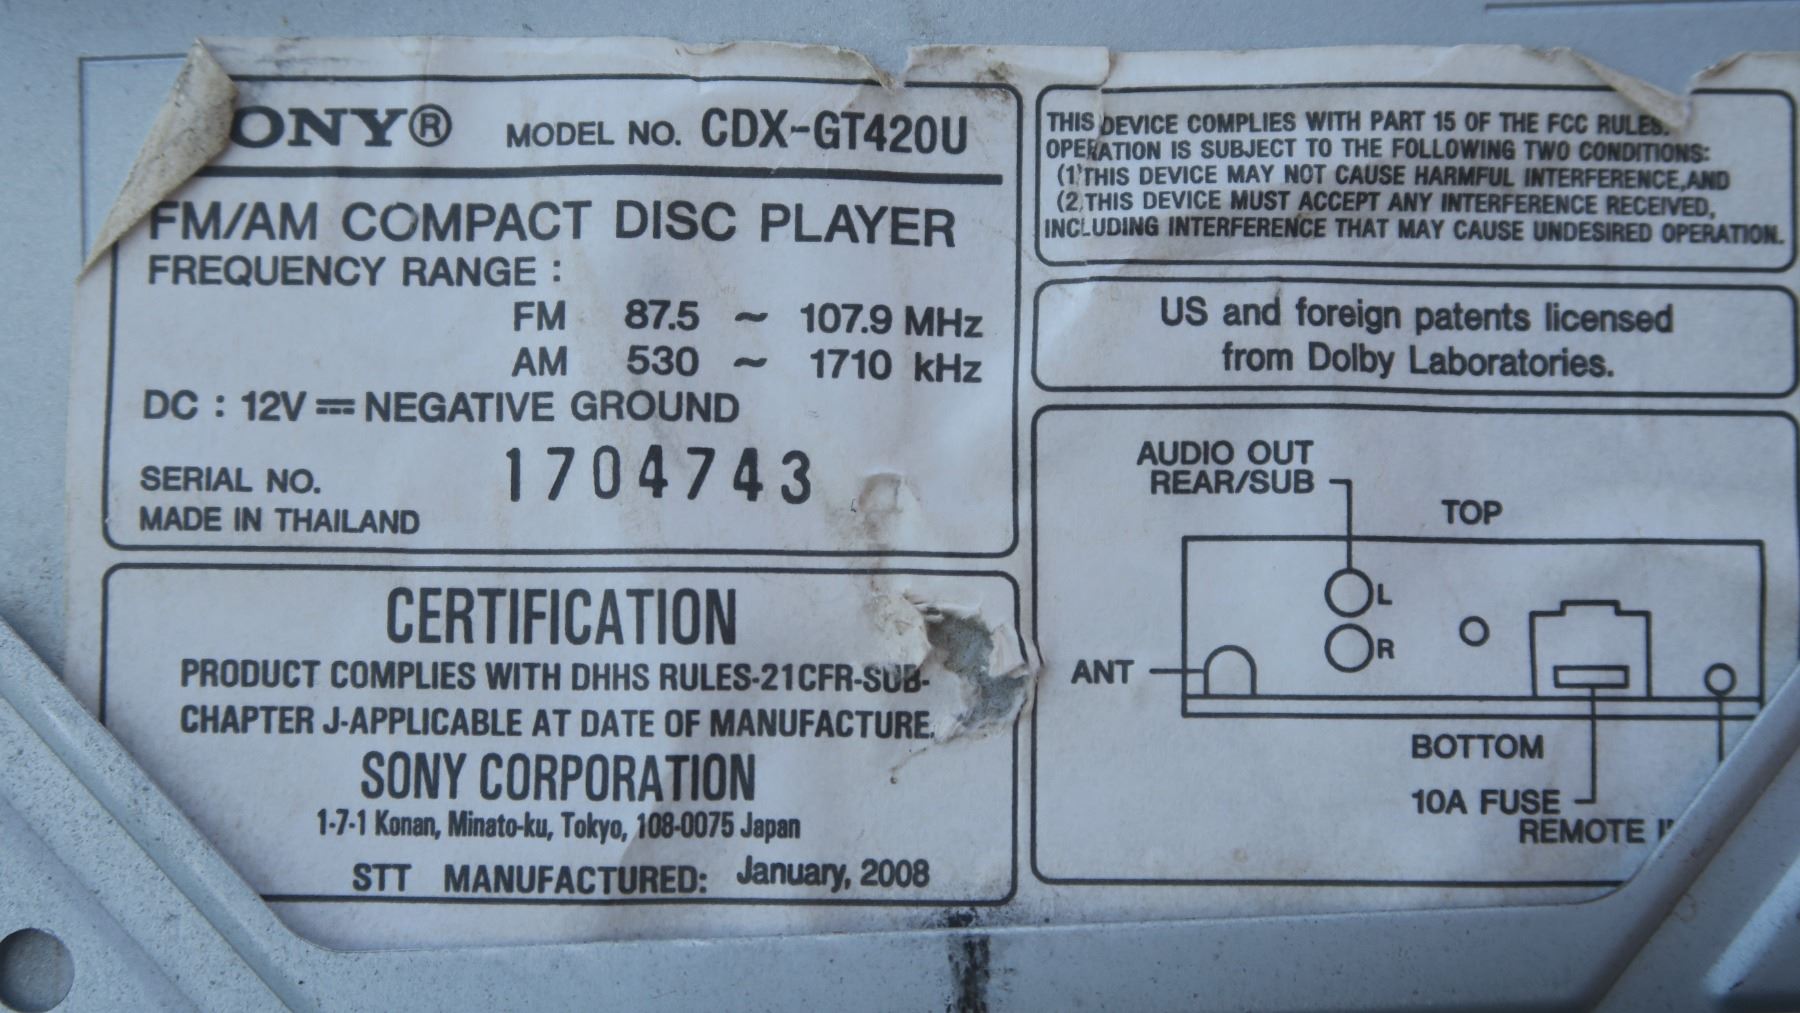 ONY®
MODEL NO. CDX-GT420U
FM/AM COMPACT DISC PLAYER
FREQUENCY RANGE :
FM 87.5 ~ 107.9 MHz
AM 530 ~ 1710 kHz
DC : 12V ⎓ NEGATIVE GROUND
SERIAL NO. 1704743
MADE IN THAILAND
CERTIFICATION
PRODUCT COMPLIES WITH DHHS RULES-21CFR-SUB-
CHAPTER J-APPLICABLE AT DATE OF MANUFACTURE.
SONY CORPORATION
1-7-1 Konan, Minato-ku, Tokyo, 108-0075 Japan
STT MANUFACTURED: January, 2008
THIS DEVICE COMPLIES WITH PART 15 OF THE FCC RULES.
OPERATION IS SUBJECT TO THE FOLLOWING TWO CONDITIONS:
(1)THIS DEVICE MAY NOT CAUSE HARMFUL INTERFERENCE,AND
(2)THIS DEVICE MUST ACCEPT ANY INTERFERENCE RECEIVED,
INCLUDING INTERFERENCE THAT MAY CAUSE UNDESIRED OPERATION.
US and foreign patents licensed
from Dolby Laboratories.
AUDIO OUT
REAR/SUB
TOP
L
R
ANT
BOTTOM
10A FUSE
REMOTE